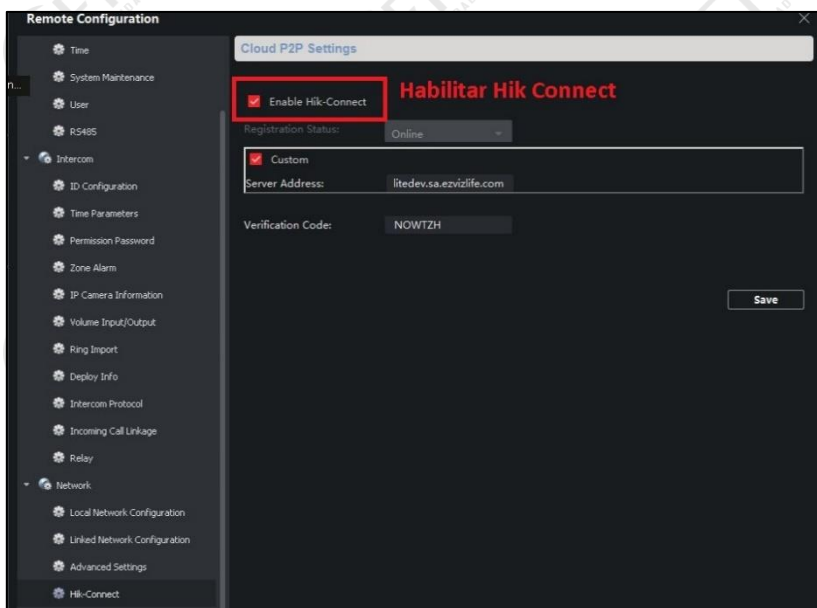 Remote Configuration
Time
System Maintenance
n...
User
RS485
Intercom
ID Configuration
Time Parameters
Permission Password
Zone Alarm
IP Camera Information
Volume Input/Output
Ring Import
Deploy Info
Intercom Protocol
Incoming Call Linkage
Relay
Network
Local Network Configuration
Linked Network Configuration
Advanced Settings
Hik-Connect
Cloud P2P Settings
Enable Hik-Connect
Habilitar Hik Connect
Registration Status: Online
Custom
Server Address: litedev.sa.ezvizlife.com
Verification Code: NOWTZH
Save